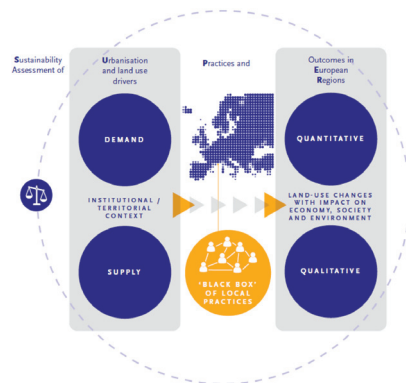 Sustainability
Assessment of
Urbanisation
and land use
drivers
Practices and
Outcomes in
European
Regions
DEMAND
QUANTITATIVE
INSTITUTIONAL /
TERRITORIAL
CONTEXT
LAND-USE CHANGES
WITH IMPACT ON
ECONOMY, SOCIETY
AND ENVIRONMENT
SUPPLY
'BLACK BOX'
OF LOCAL
PRACTICES
QUALITATIVE